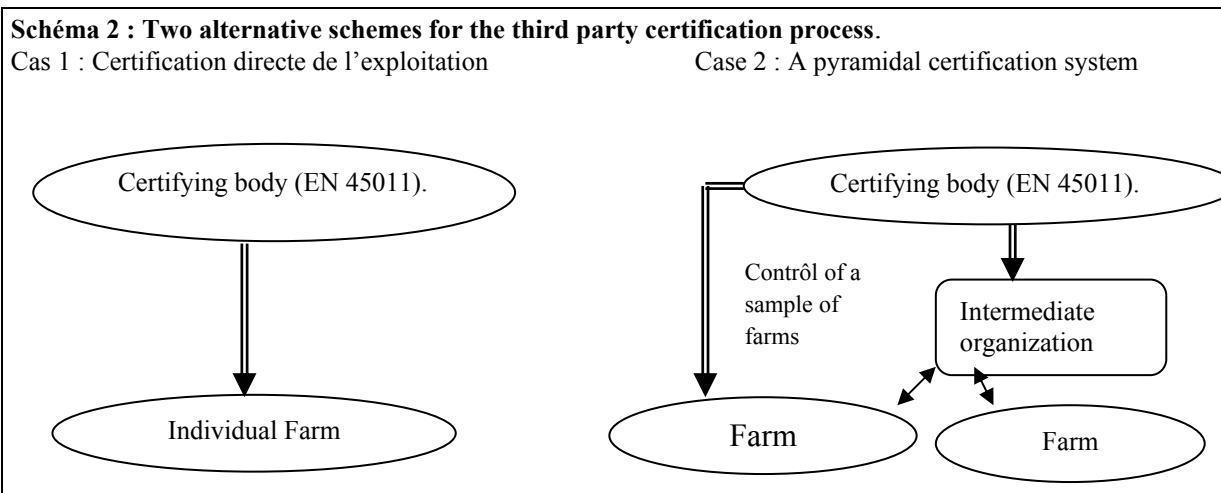 Schéma 2 : Two alternative schemes for the third party certification process.
Cas 1 : Certification directe de l'exploitation
Case 2 : A pyramidal certification system
Certifying body (EN 45011).
Individual Farm
Certifying body (EN 45011).
Contrôl of a
sample of
farms
Intermediate
organization
Farm
Farm